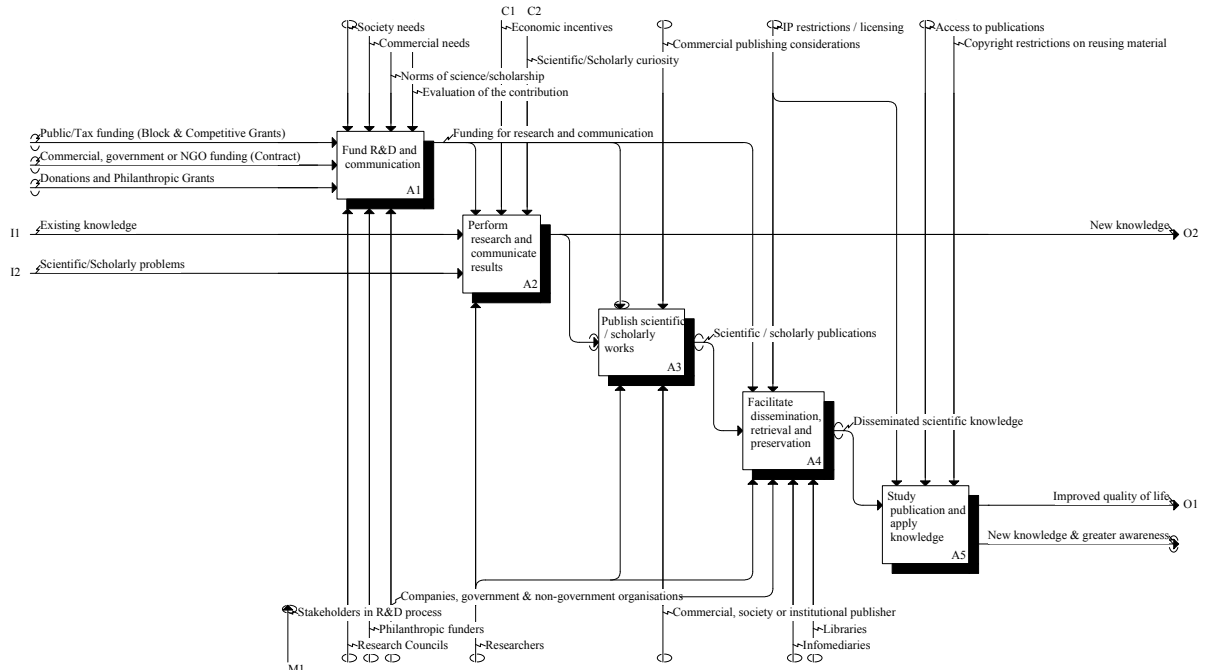 C1 C2
Society needs
Economic incentives
IP restrictions / licensing
Access to publications
Commercial needs
Commercial publishing considerations
Copyright restrictions on reusing material
Scientific/Scholarly curiosity
Norms of science/scholarship
Evaluation of the contribution
Public/Tax funding (Block & Competitive Grants)
Funding for research and communication
Fund R&D and
communication
A1
Commercial, government or NGO funding (Contract)
Donations and Philanthropic Grants
I1
Existing knowledge
Perform
research and
communicate
results
A2
New knowledge
O2
I2
Scientific/Scholarly problems
Publish scientific
/ scholarly
works
A3
Scientific / scholarly publications
Facilitate
dissemination,
retrieval and
preservation
A4
Disseminated scientific knowledge
Study
publication and
apply
knowledge
A5
Improved quality of life
O1
New knowledge & greater awareness
Companies, government & non-government organisations
Stakeholders in R&D process
Commercial, society or institutional publisher
Philanthropic funders
Libraries
Research Councils
Researchers
Infomediaries
M1